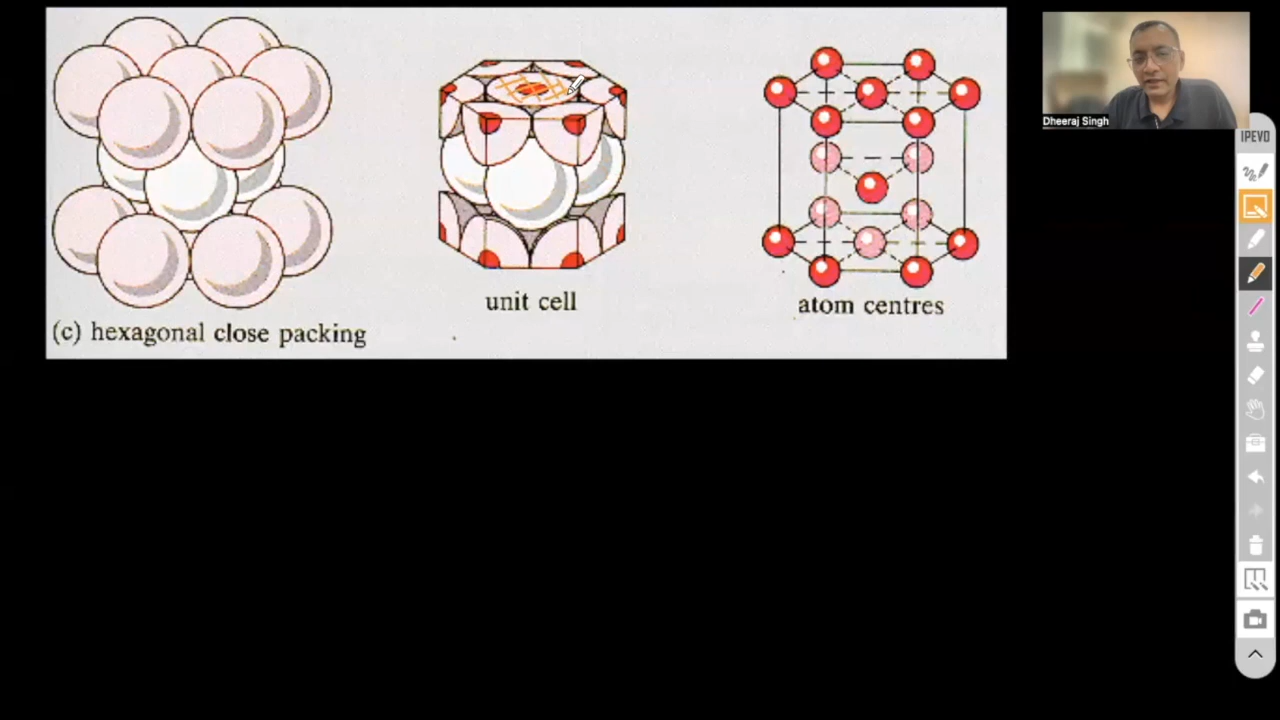 Dheeraj Singh
IPEVO
unit cell
atom centres
(c) hexagonal close packing